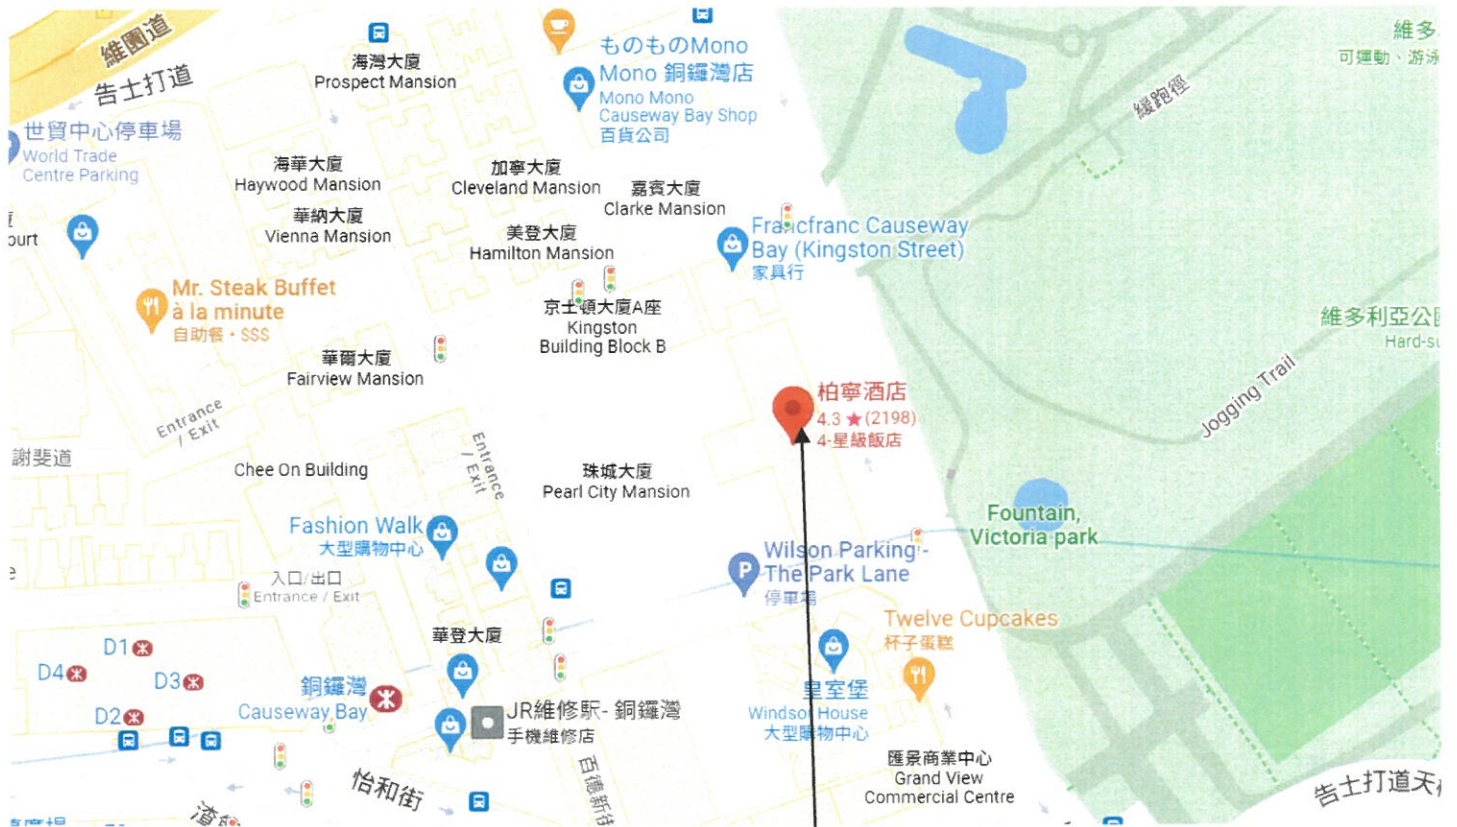 維園道
告士打道
海灣大廈
Prospect Mansion
ものものMono
Mono 銅鑼灣店
Mono Mono
Causeway Bay Shop
百貨公司
維多
可運動、游泳
緩跑徑
世貿中心停車場
World Trade
Centre Parking
海華大廈
Haywood Mansion
加寧大廈
Cleveland Mansion
嘉賓大廈
Clarke Mansion
華納大廈
Vienna Mansion
美登大廈
Hamilton Mansion
Francfranc Causeway
Bay (Kingston Street)
家具行
ourt
Mr. Steak Buffet
à la minute
自助餐・$$$
京士頓大廈A座
Kingston
Building Block B
維多利亞公園
Hard-su
華爾大廈
Fairview Mansion
柏寧酒店
4.3 ★ (2198)
4-星級飯店
Jogging Trail
Entrance
/ Exit
謝斐道
Chee On Building
Entrance
/ Exit
珠城大廈
Pearl City Mansion
Fashion Walk
大型購物中心
Fountain,
Victoria park
Wilson Parking -
The Park Lane
停車場
P
入口/出口
Entrance / Exit
華登大廈
Twelve Cupcakes
杯子蛋糕
D1
D4
D3
D2
銅鑼灣
Causeway Bay
皇室堡
Windsor House
大型購物中心
JR維修駅- 銅鑼灣
手機維修店
匯景商業中心
Grand View
Commercial Centre
怡和街
百德新街
告士打道天
渣